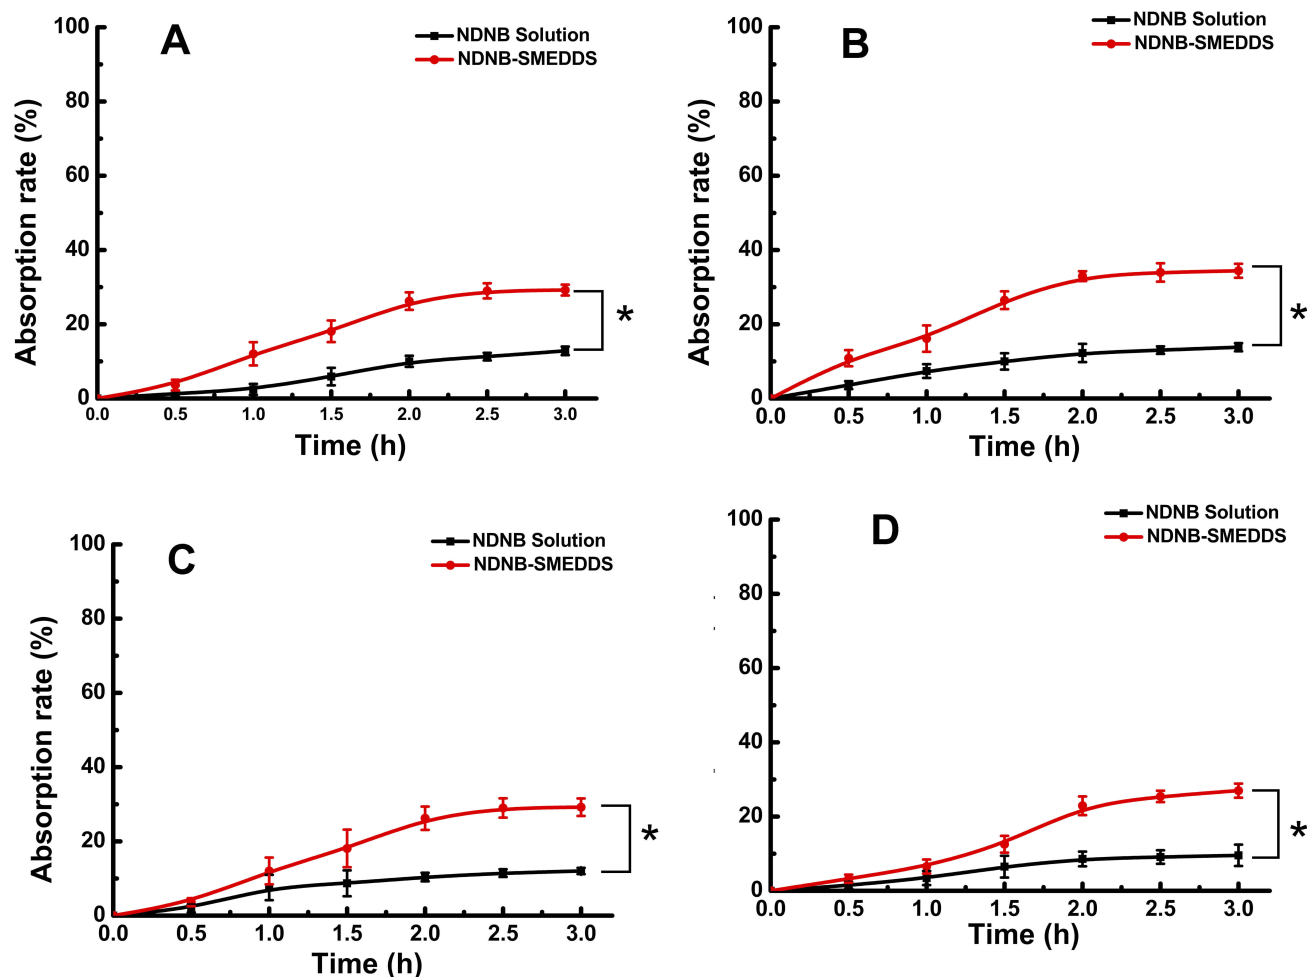 A
NDNB Solution
NDNB-SMEDDS
100
80
60
40
20
0
Absorption rate (%)
*
0.0 0.5 1.0 1.5 2.0 2.5 3.0
Time (h)
B
NDNB Solution
NDNB-SMEDDS
100
80
60
40
20
0
Absorption rate (%)
*
0.0 0.5 1.0 1.5 2.0 2.5 3.0
Time (h)
C
NDNB Solution
NDNB-SMEDDS
100
80
60
40
20
0
Absorption rate (%)
*
0.0 0.5 1.0 1.5 2.0 2.5 3.0
Time (h)
D
NDNB Solution
NDNB-SMEDDS
100
80
60
40
20
0
*
0.0 0.5 1.0 1.5 2.0 2.5 3.0
Time (h)